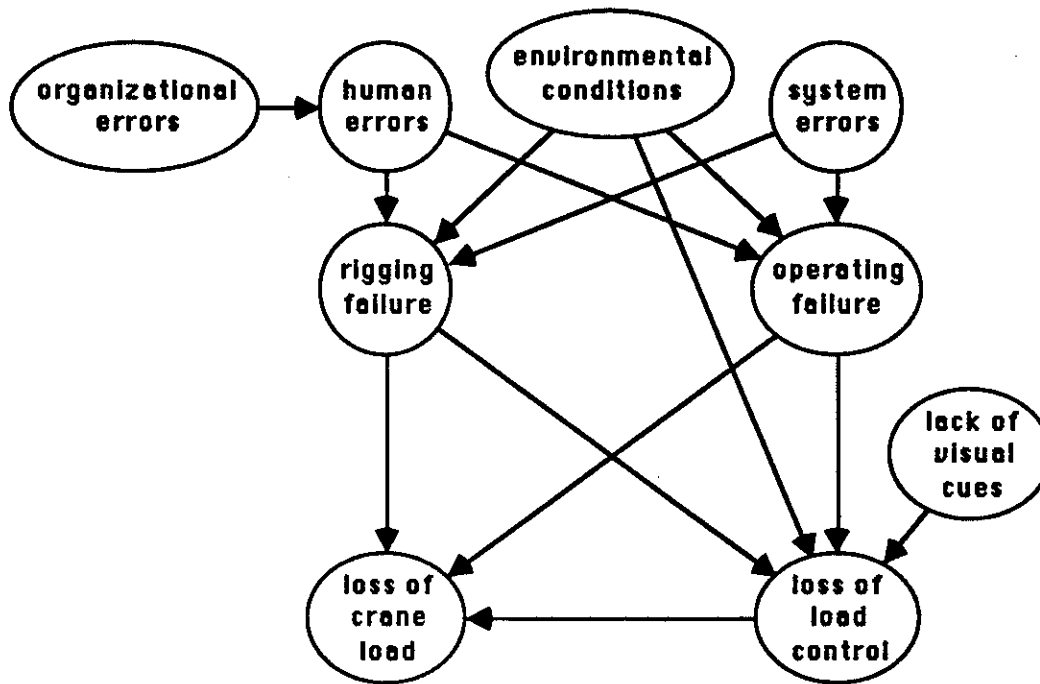 organizational
errors
human
errors
environmental
conditions
system
errors
rigging
failure
operating
failure
lack of
visual
cues
loss of
crane
load
loss of
load
control